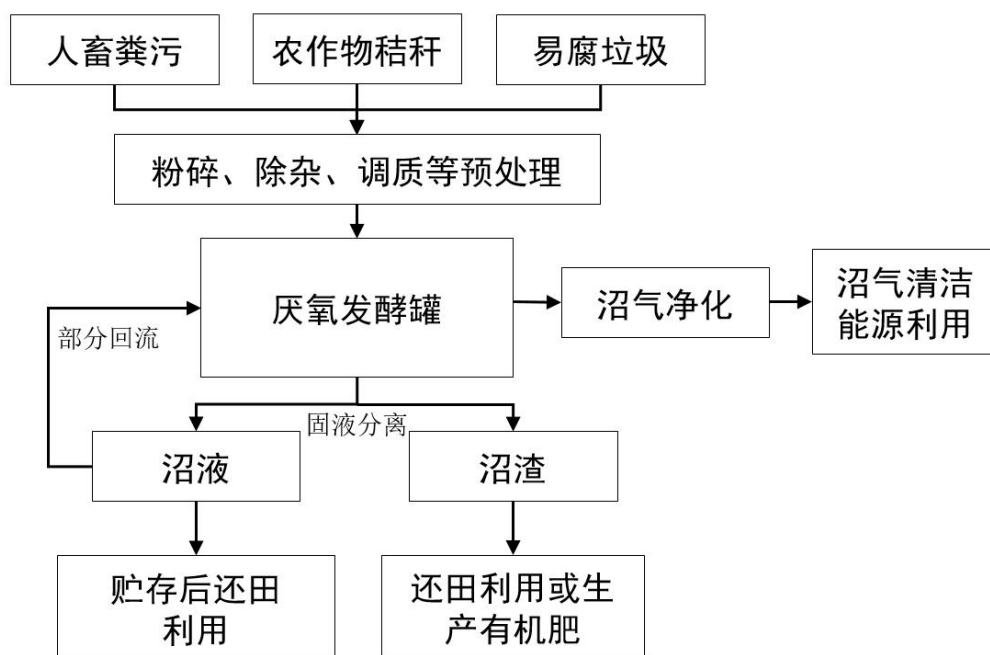 人畜粪污
农作物秸秆
易腐垃圾
粉碎、除杂、调质等预处理
厌氧发酵罐
沼气净化
沼气清洁
能源利用
部分回流
固液分离
沼液
沼渣
贮存后还田
利用
还田利用或生
产有机肥